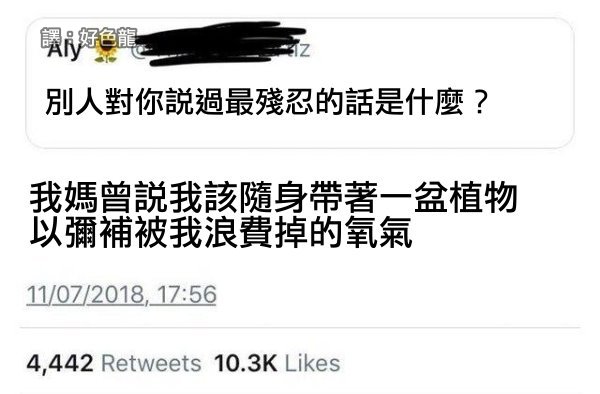 譯：好色龍
Aly 🌻 @
別人對你説過最殘忍的話是什麼？
我媽曾説我該隨身帶著一盆植物
以彌補被我浪費掉的氧氣
11/07/2018, 17:56
4,442 Retweets 10.3K Likes